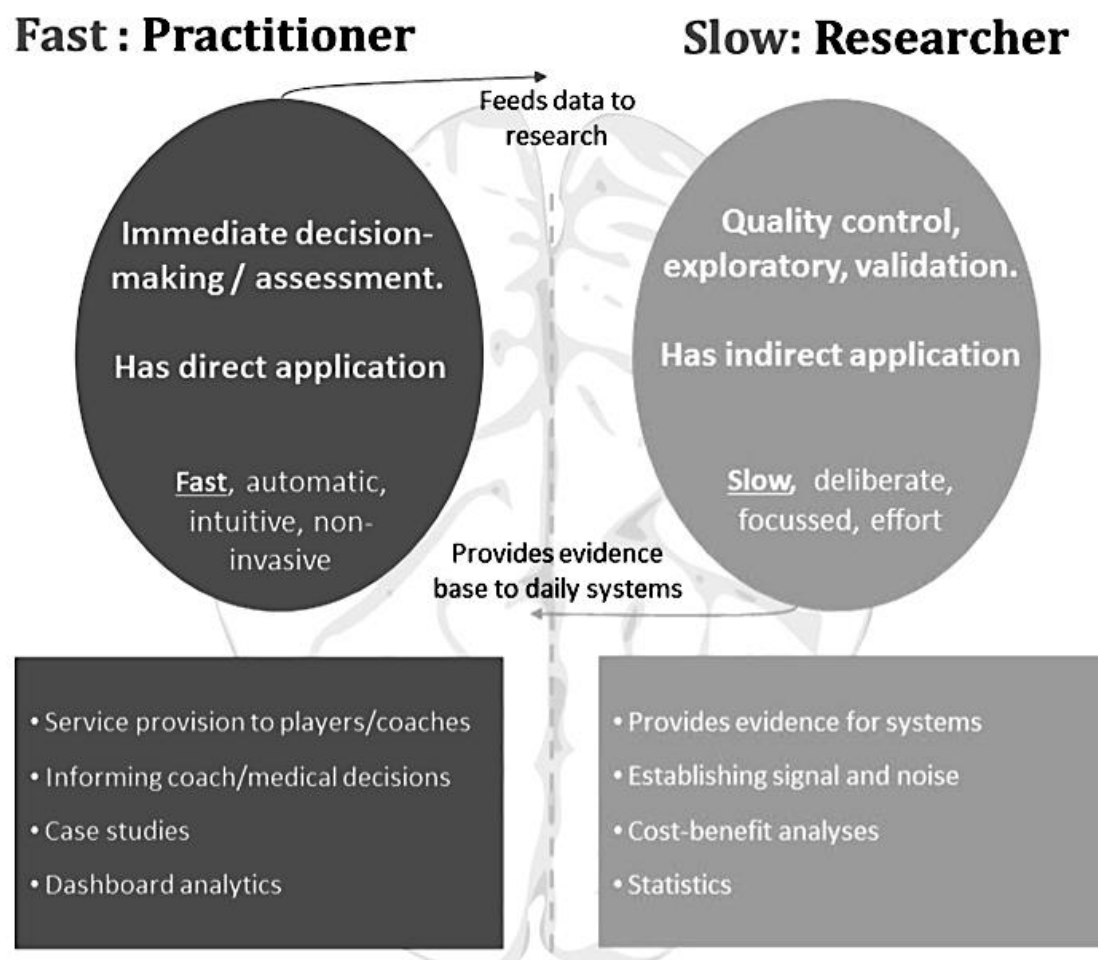 Fast : Practitioner
Slow: Researcher
Feeds data to
research
Immediate decision-
making / assessment.
Has direct application
Fast, automatic,
intuitive, non-
invasive
Quality control,
exploratory, validation.
Has indirect application
Slow, deliberate,
focussed, effort
Provides evidence
base to daily systems
• Service provision to players/coaches
• Informing coach/medical decisions
• Case studies
• Dashboard analytics
• Provides evidence for systems
• Establishing signal and noise
• Cost-benefit analyses
• Statistics